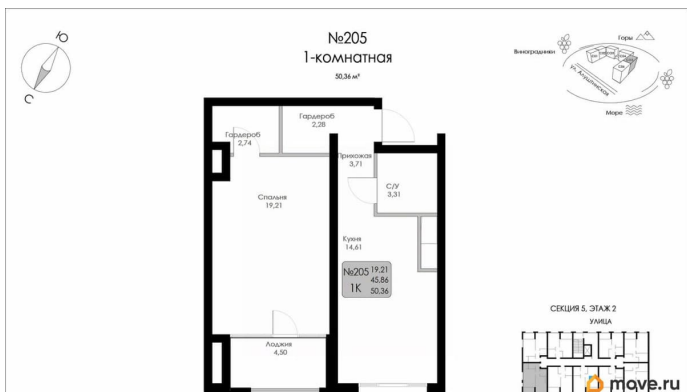 №205
1-комнатная
50,36 м²
Ю
С
Горы
Виноградники
ул. Алуштинская
Море
Гардероб
2,74
Гардероб
2,28
Прихожая
3,71
С/У
3,31
Спальня
19,21
Кухня
14,61
№205 19,21
45,86
1К 50,36
Лоджия
4,50
СЕКЦИЯ 5, ЭТАЖ 2
УЛИЦА
move.ru